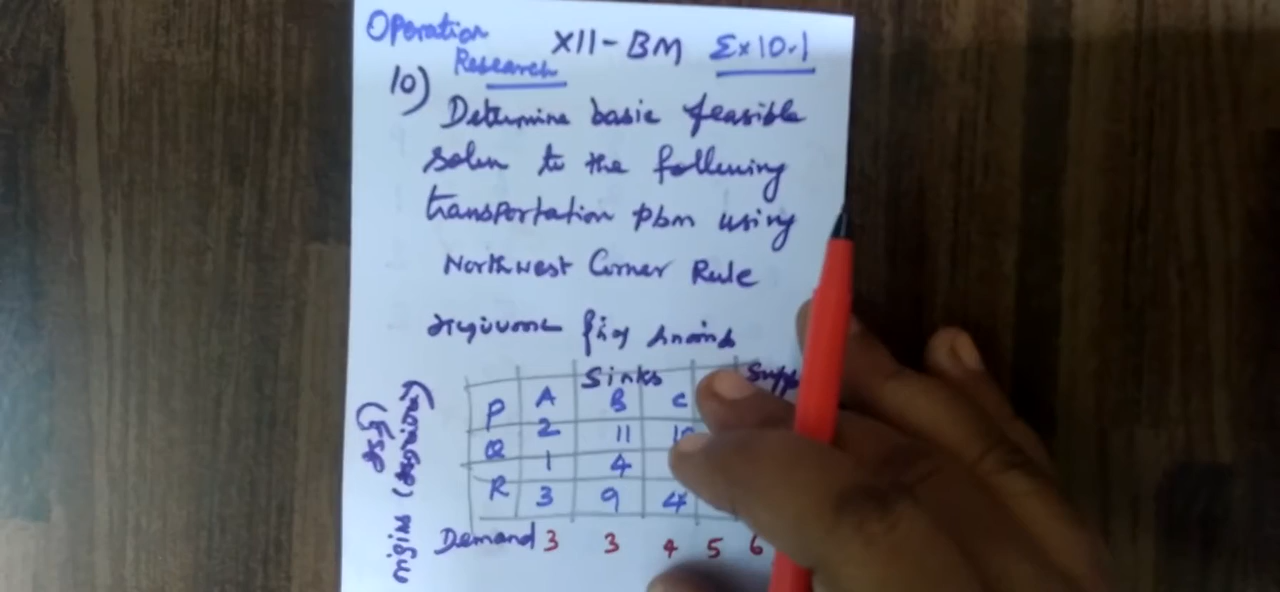 Operation XII-BM Ex 10.1
Research
10)
Determine basic feasible
soln to the following
transportation pbm using
North West Corner Rule
Sinks
P A B C
Q 2 11
1 4
R 3 9 4
Demand 3 3 4 5 6